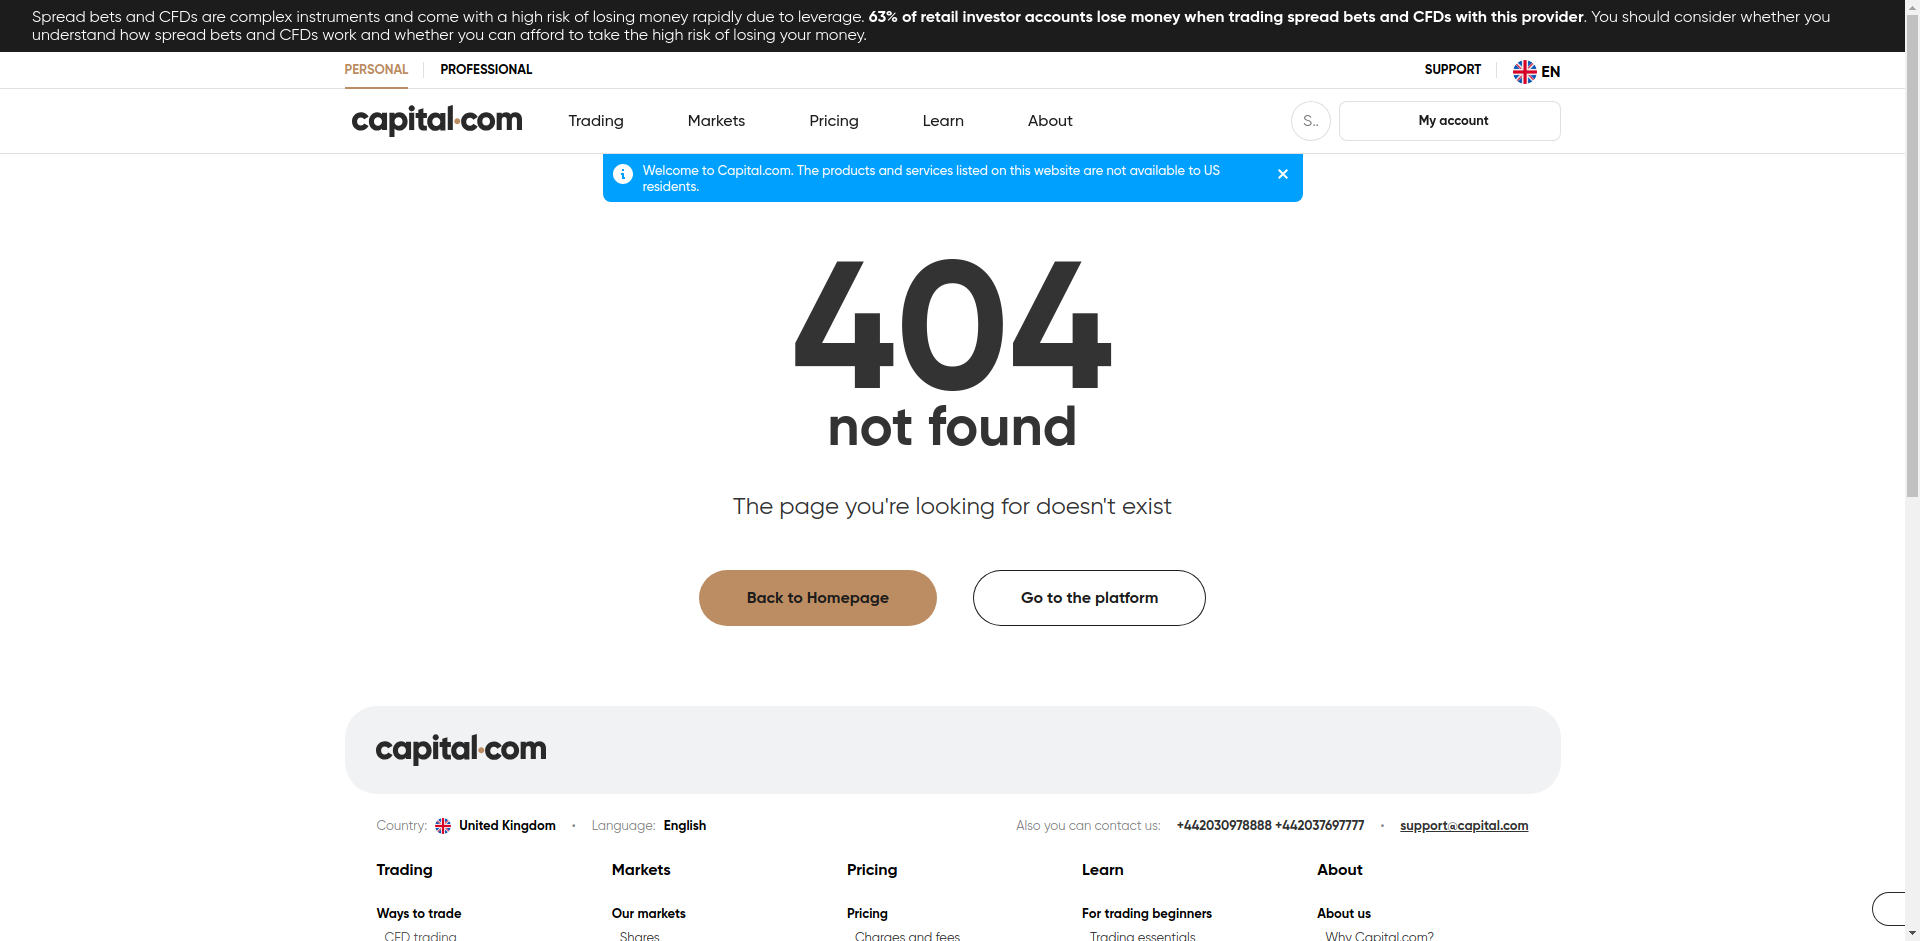 Spread bets and CFDs are complex instruments and come with a high risk of losing money rapidly due to leverage. 63% of retail investor accounts lose money when trading spread bets and CFDs with this provider. You should consider whether you
understand how spread bets and CFDs work and whether you can afford to take the high risk of losing your money.
PERSONAL PROFESSIONAL SUPPORT EN
capital.com Trading Markets Pricing Learn About S.. My account
Welcome to Capital.com. The products and services listed on this website are not available to US
residents.
404
not found
The page you're looking for doesn't exist
Back to Homepage Go to the platform
capital.com
Country: United Kingdom • Language: English Also you can contact us: +442030978888 +442037697777 • support@capital.com
Trading Markets Pricing Learn About
Ways to trade Our markets Pricing For trading beginners About us
CFD trading Shares Charges and fees Trading essentials Why Capital.com?